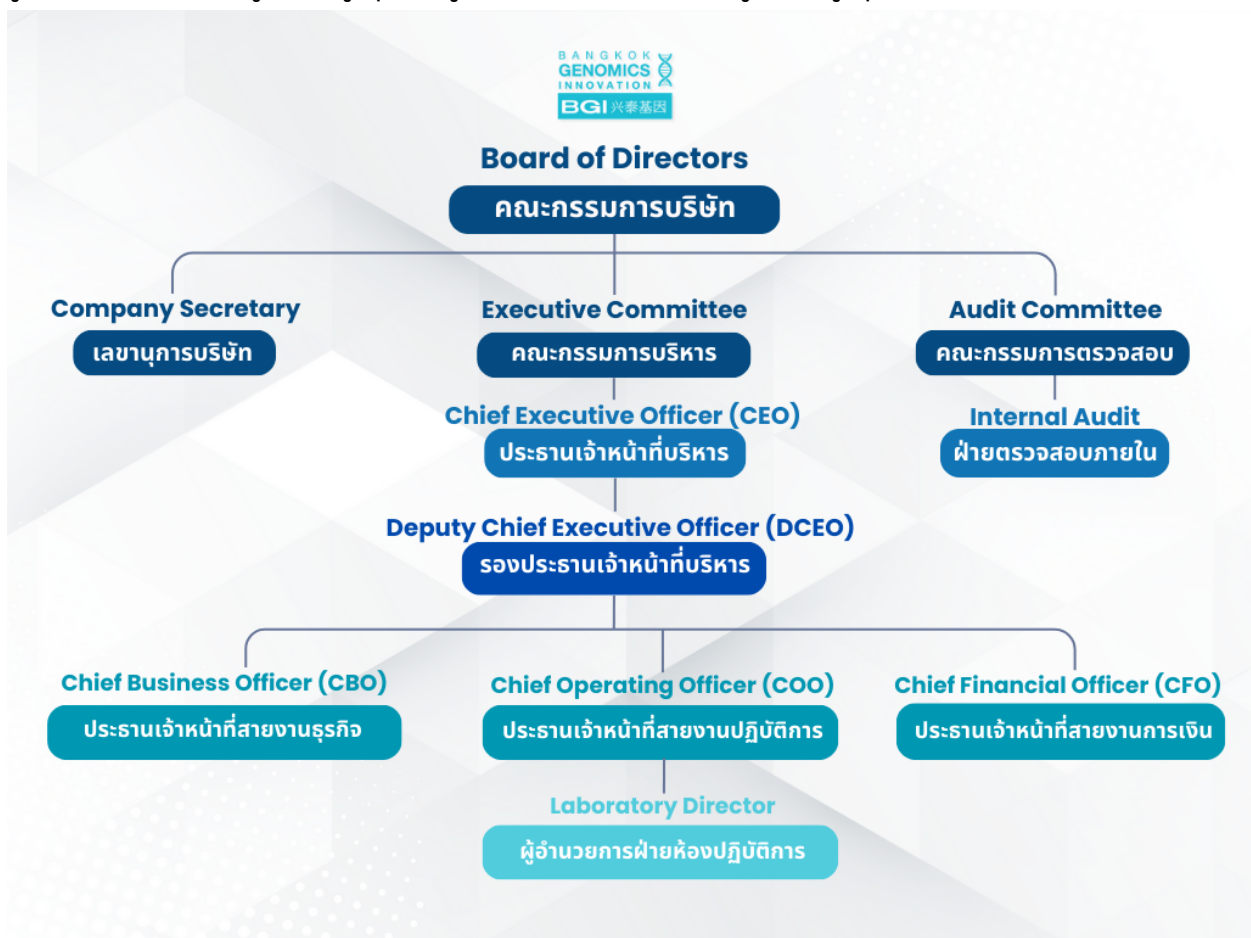 BANGKOK
GENOMICS
INNOVATION
BGI 兴泰基因
Board of Directors
คณะกรรมการบริษัท
Company Secretary
เลขานุการบริษัท
Executive Committee
คณะกรรมการบริหาร
Audit Committee
คณะกรรมการตรวจสอบ
Chief Executive Officer (CEO)
ประธานเจ้าหน้าที่บริหาร
Internal Audit
ฝ่ายตรวจสอบภายใน
Deputy Chief Executive Officer (DCEO)
รองประธานเจ้าหน้าที่บริหาร
Chief Business Officer (CBO)
ประธานเจ้าหน้าที่สายงานธุรกิจ
Chief Operating Officer (COO)
ประธานเจ้าหน้าที่สายงานปฏิบัติการ
Chief Financial Officer (CFO)
ประธานเจ้าหน้าที่สายงานการเงิน
Laboratory Director
ผู้อำนวยการฝ่ายห้องปฏิบัติการ